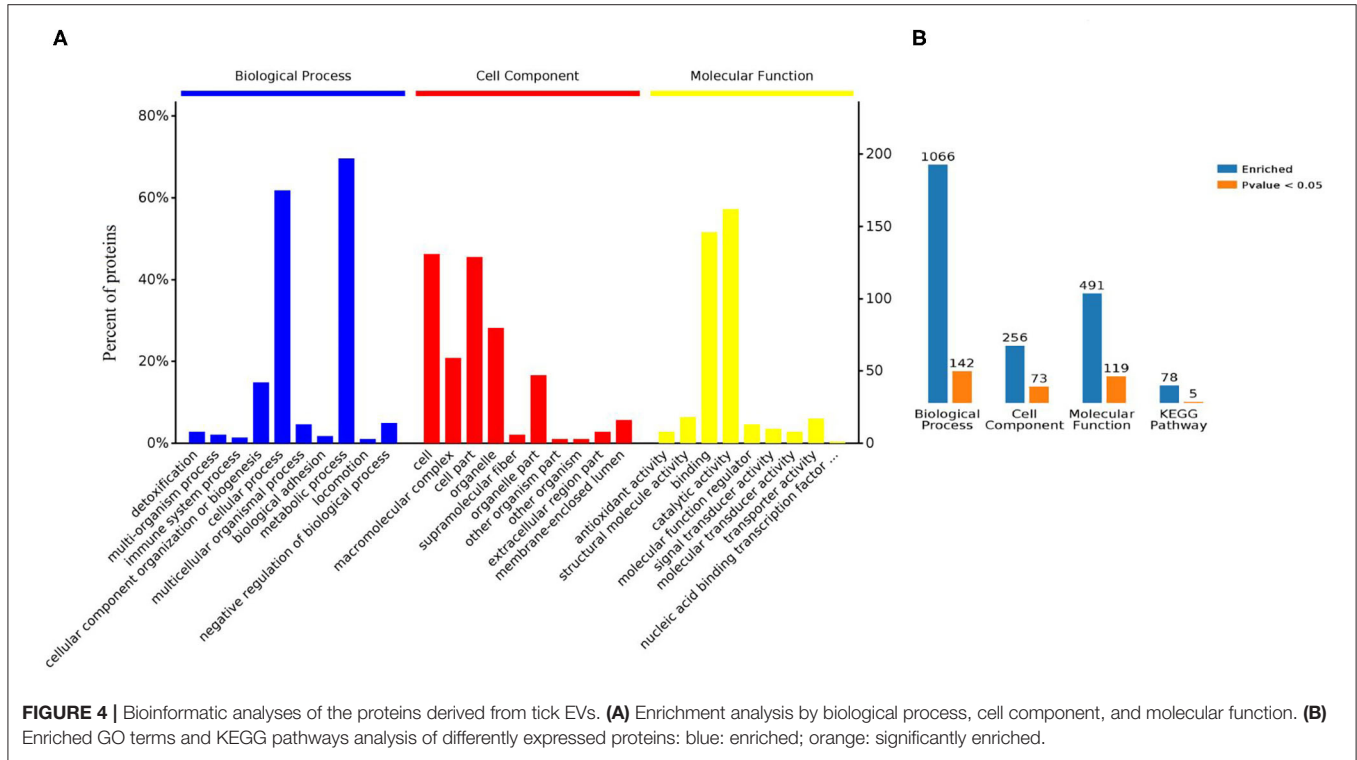 A
B
Biological Process
Cell Component
Molecular Function
80%
60%
40%
20%
0%
Percent of proteins
200
150
100
50
0
detoxification
multi-organism process
immune system process
cellular component organization or biogenesis
cellular process
multicellular organismal process
biological adhesion
metabolic process
locomotion
negative regulation of biological process
cell
macromolecular complex
cell part
organelle
supramolecular fiber
organelle part
other organism part
other organism
extracellular region part
membrane-enclosed lumen
antioxidant activity
structural molecule activity
binding
catalytic activity
molecular function regulator
signal transducer activity
molecular transducer activity
transporter activity
nucleic acid binding transcription factor ...
1066
142
256
73
491
119
78
5
Biological
Process
Cell
Component
Molecular
Function
KEGG
Pathway
Enriched
Pvalue < 0.05
FIGURE 4 | Bioinformatic analyses of the proteins derived from tick EVs. (A) Enrichment analysis by biological process, cell component, and molecular function. (B)
Enriched GO terms and KEGG pathways analysis of differently expressed proteins: blue: enriched; orange: significantly enriched.